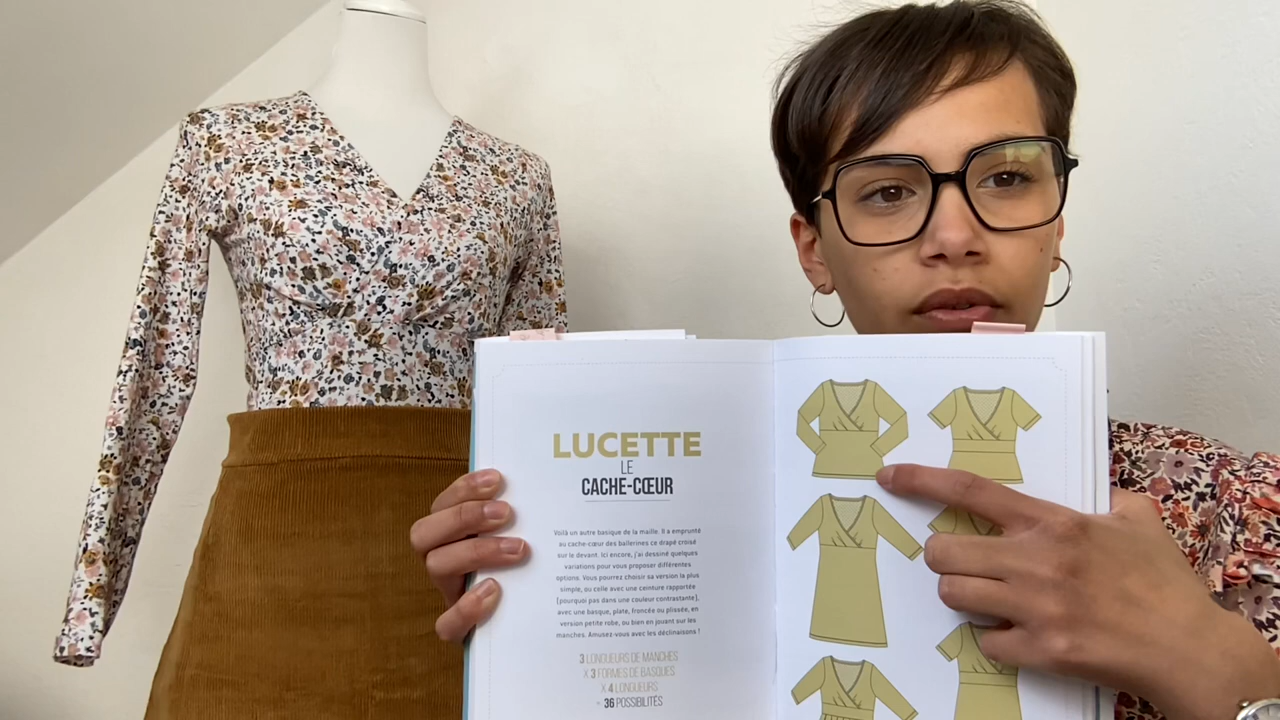 LUCETTE
LE
CACHE-CŒUR
Voilà un autre basique de la maille. Il a emprunté
au cache-cœur des ballerines ce drapé croisé
sur le devant. Ici encore, j'ai dessiné quelques
variations pour vous proposer différentes
options. Vous pourrez choisir sa version la plus
simple, ou celle avec une ceinture rapportée
(pourquoi pas dans une couleur contrastante),
avec une basque, plate, froncée ou plissée, en
version petite robe, ou bien en jouant sur les
manches. Amusez-vous avec les déclinaisons !
3 LONGUEURS DE MANCHES
X 3 FORMES DE BASQUES
X 4 LONGUEURS
= 36 POSSIBILITÉS